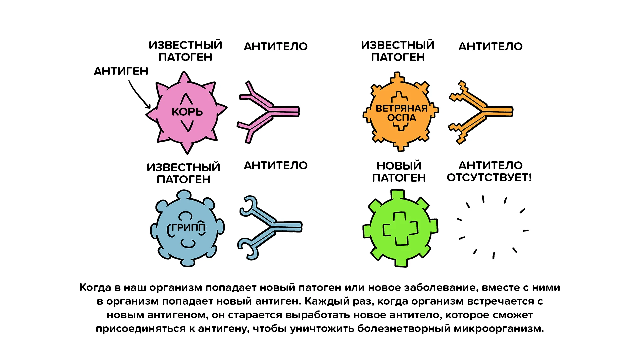 ИЗВЕСТНЫЙ
ПАТОГЕН
АНТИТЕЛО
АНТИГЕН
КОРЬ
ИЗВЕСТНЫЙ
ПАТОГЕН
АНТИТЕЛО
ВЕТРЯНАЯ
ОСПА
ИЗВЕСТНЫЙ
ПАТОГЕН
АНТИТЕЛО
ГРИПП
НОВЫЙ
ПАТОГЕН
АНТИТЕЛО
ОТСУТСТВУЕТ!
Когда в наш организм попадает новый патоген или новое заболевание, вместе с ними
в организм попадает новый антиген. Каждый раз, когда организм встречается с
новым антигеном, он старается выработать новое антитело, которое сможет
присоединяться к антигену, чтобы уничтожить болезнетворный микроорганизм.